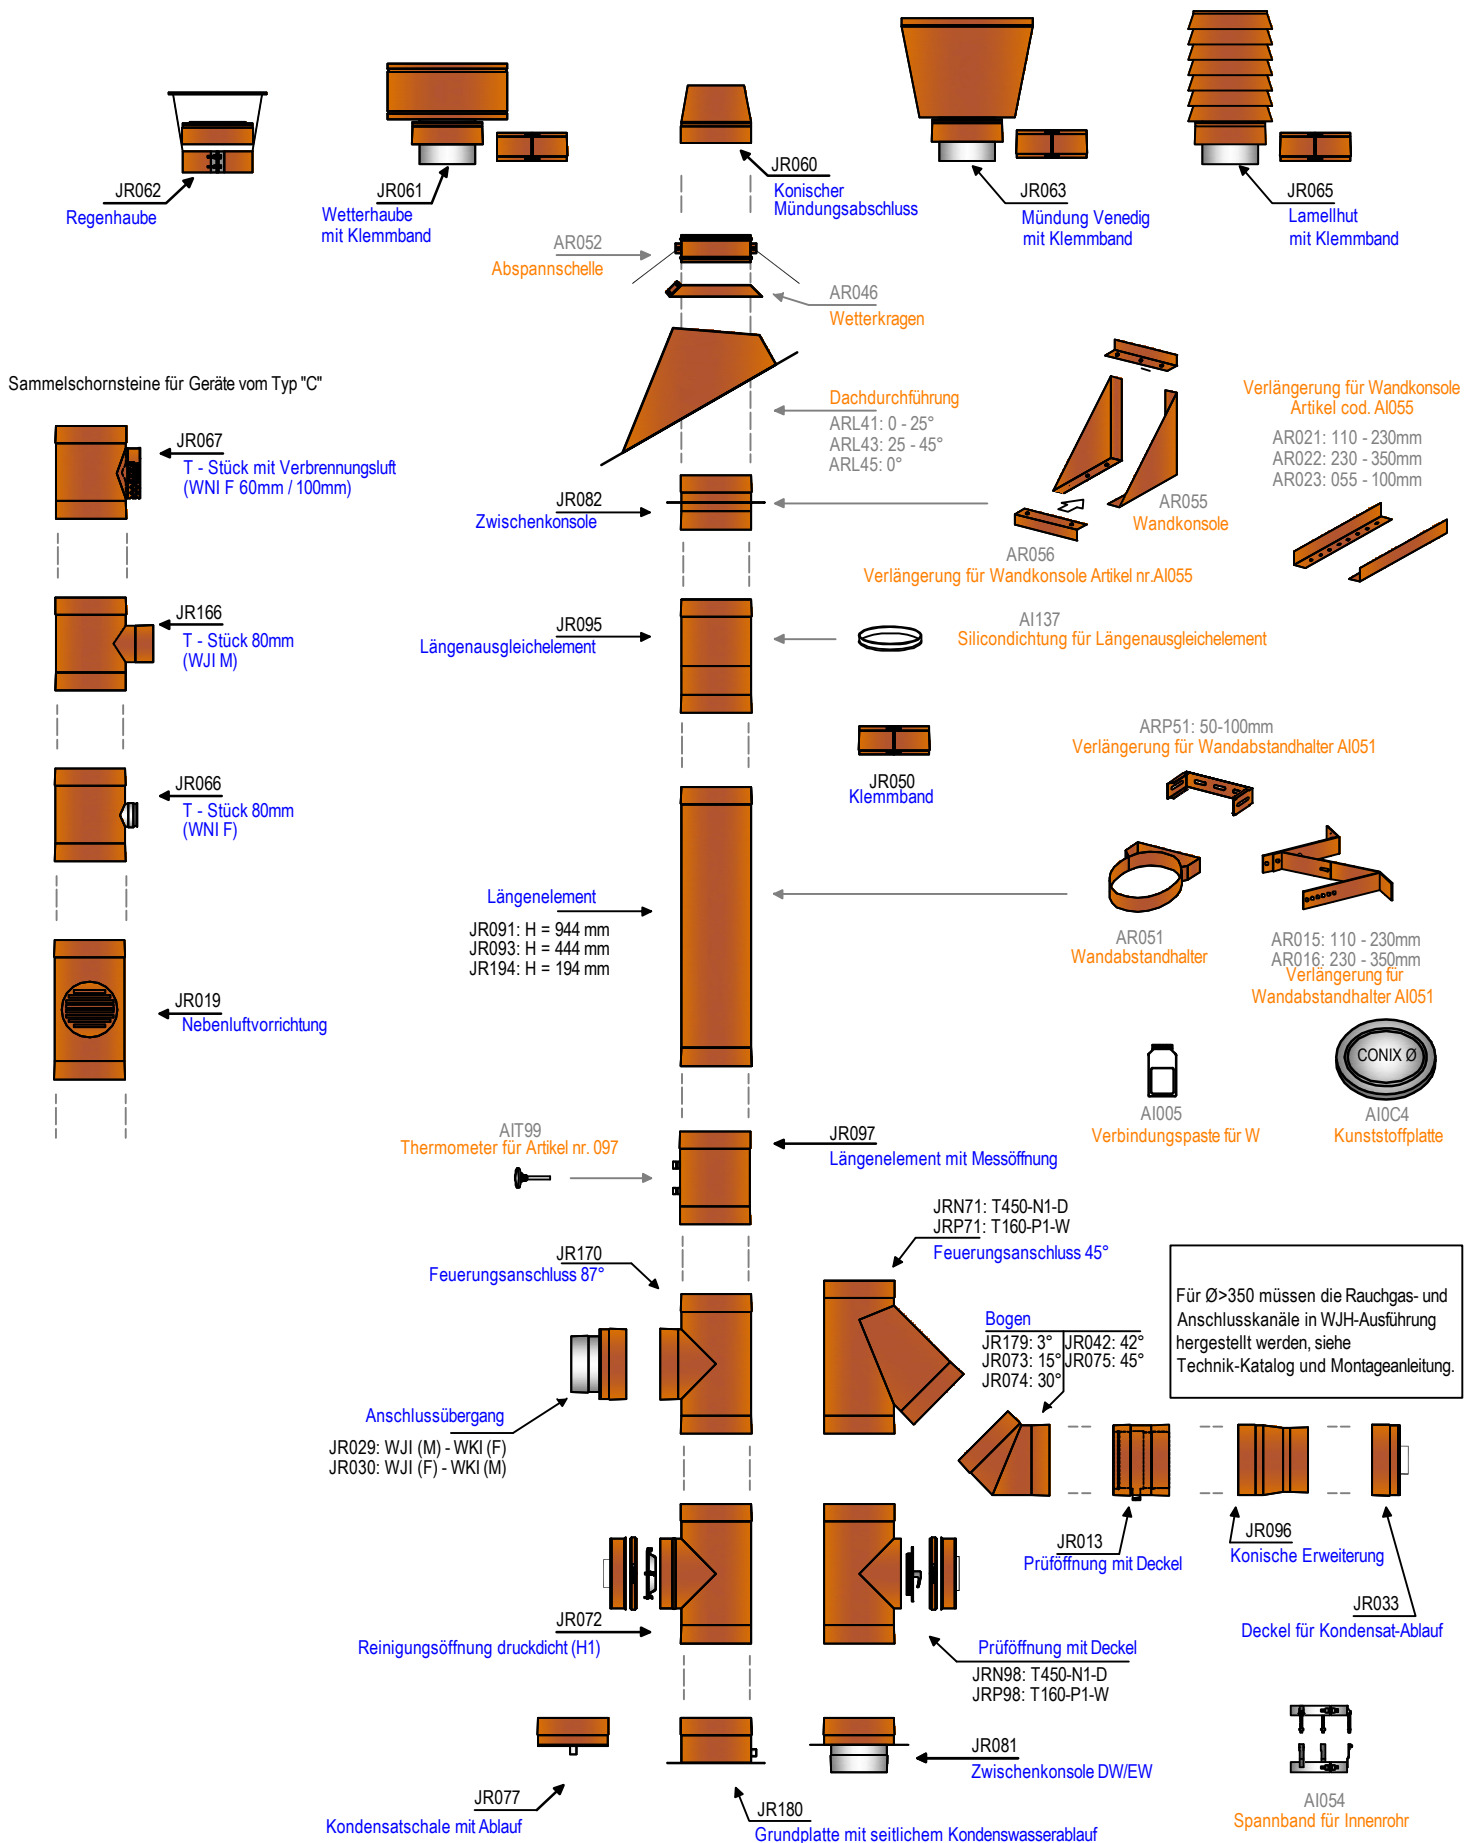 JR062
Regenhaube
JR061
Wetterhaube
mit Klemmband
JR060
Konischer
Mündungsabschluss
JR063
Mündung Venedig
mit Klemmband
JR065
Lamellhut
mit Klemmband
AR052
Abspannschelle
AR046
Wetterkragen
Sammelschornsteine für Geräte vom Typ "C"
Dachdurchführung
ARL41: 0 - 25°
ARL43: 25 - 45°
ARL45: 0°
Verlängerung für Wandkonsole
Artikel cod. AI055
AR021: 110 - 230mm
AR022: 230 - 350mm
AR023: 055 - 100mm
JR067
T - Stück mit Verbrennungsluft
(WNI F 60mm / 100mm)
JR082
Zwischenkonsole
AR055
Wandkonsole
AR056
Verlängerung für Wandkonsole Artikel nr.AI055
JR166
T - Stück 80mm
(WJI M)
JR095
Längenausgleichelement
AI137
Silicondichtung für Längenausgleichelement
ARP51: 50-100mm
Verlängerung für Wandabstandhalter AI051
JR050
Klemmband
JR066
T - Stück 80mm
(WNI F)
Längenelement
JR091: H = 944 mm
JR093: H = 444 mm
JR194: H = 194 mm
AR051
Wandabstandhalter
AR015: 110 - 230mm
AR016: 230 - 350mm
Verlängerung für
Wandabstandhalter AI051
JR019
Nebenluftvorrichtung
CONIX Ø
AI005
Verbindungspaste für W
AI0C4
Kunststoffplatte
AIT99
Thermometer für Artikel nr. 097
JR097
Längenelement mit Messöffnung
JRN71: T450-N1-D
JRP71: T160-P1-W
Feuerungsanschluss 45°
JR170
Feuerungsanschluss 87°
Für Ø>350 müssen die Rauchgas- und
Anschlusskanäle in WJH-Ausführung
hergestellt werden, siehe
Technik-Katalog und Montageanleitung.
Bogen
JR179: 3° JR042: 42°
JR073: 15° JR075: 45°
JR074: 30°
Anschlussübergang
JR029: WJI (M) - WKI (F)
JR030: WJI (F) - WKI (M)
JR013
Prüföffnung mit Deckel
JR096
Konische Erweiterung
JR033
Deckel für Kondensat-Ablauf
JR072
Reinigungsöffnung druckdicht (H1)
Prüföffnung mit Deckel
JRN98: T450-N1-D
JRP98: T160-P1-W
JR081
Zwischenkonsole DW/EW
JR077
Kondensatschale mit Ablauf
JR180
Grundplatte mit seitlichem Kondenswasserablauf
AI054
Spannband für Innenrohr